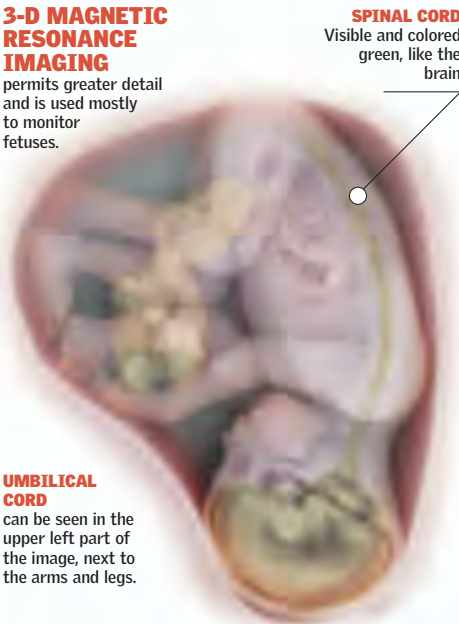 3-D MAGNETIC
RESONANCE
IMAGING
permits greater detail
and is used mostly
to monitor
fetuses.
SPINAL CORD
Visible and colored
green, like the
brain
UMBILICAL
CORD
can be seen in the
upper left part of
the image, next to
the arms and legs.